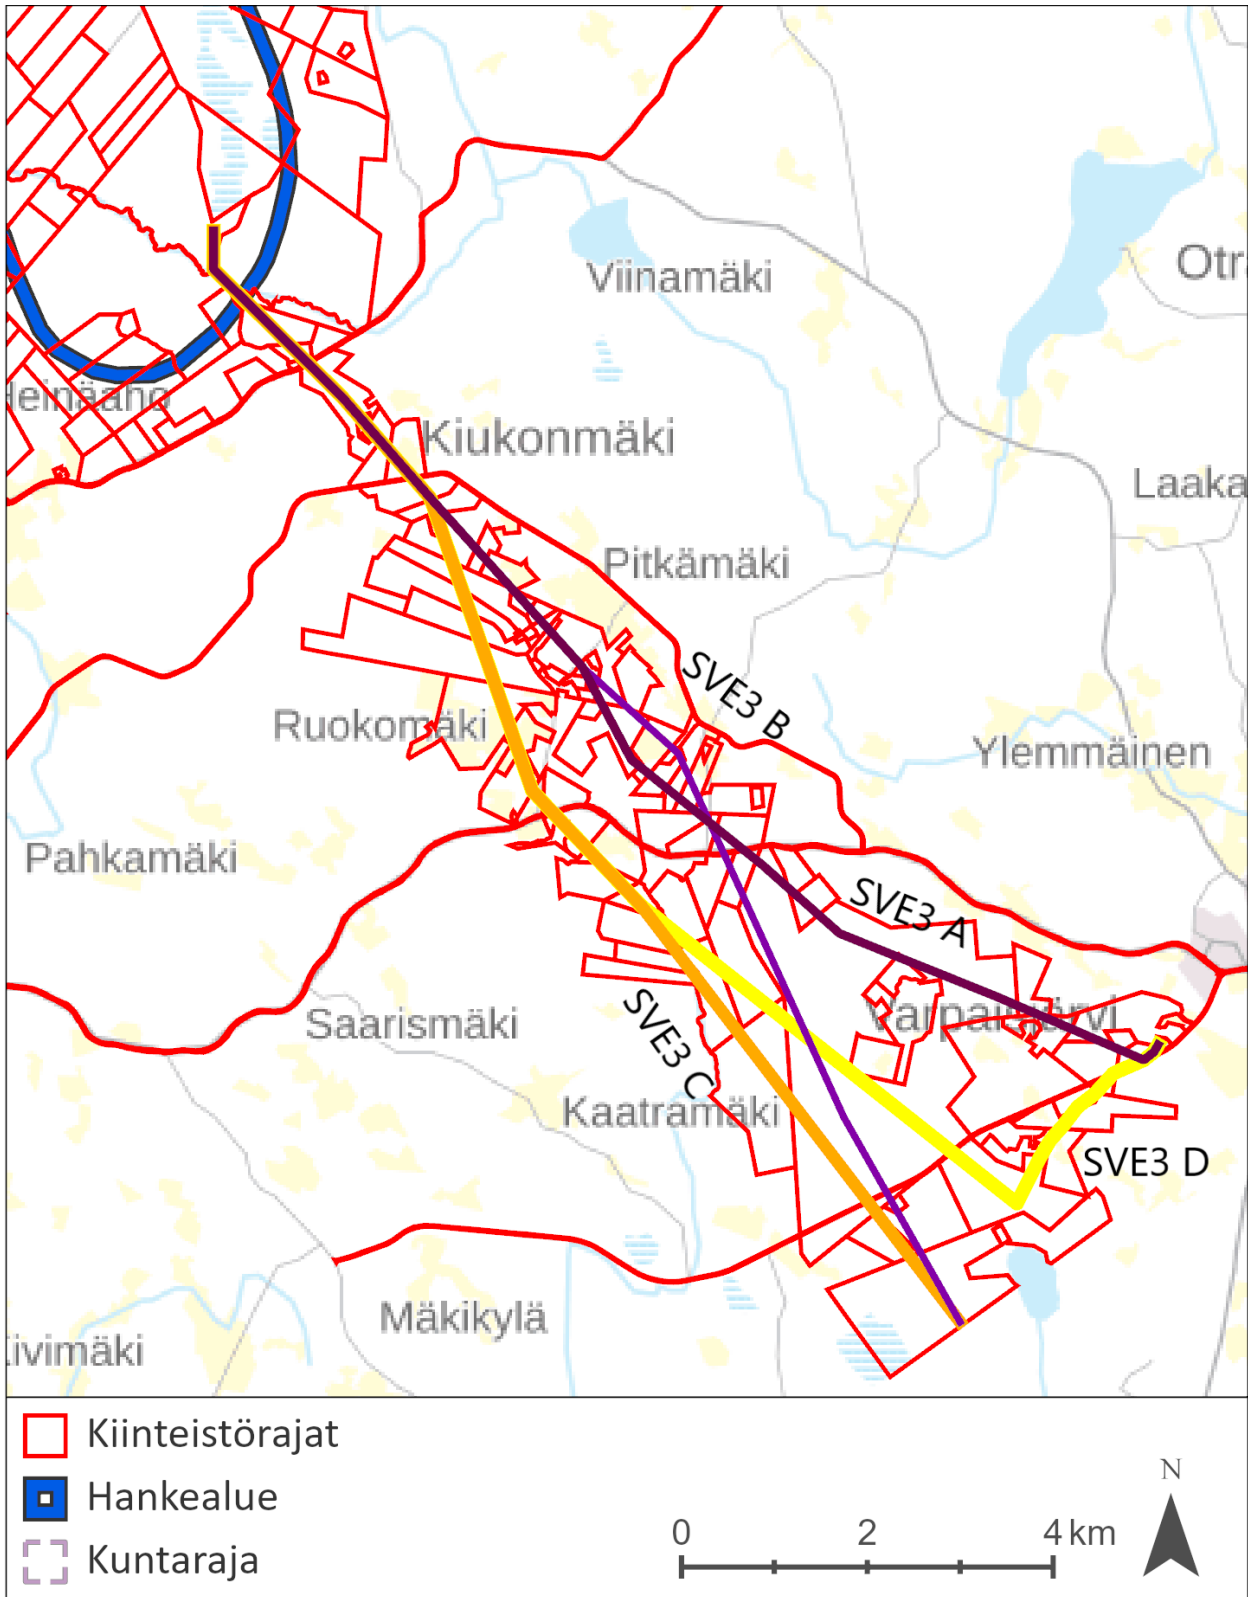 Viinamäki
Otra
Heinäaho
Kiukonmäki
Laaka
Pitkämäki
SVE3 B
Ruokomäki
Ylemmäinen
Pahkamäki
SVE3 A
Varpaisjärvi
Saarismäki
SVE3 C
Kaatramäki
SVE3 D
Mäkikylä
ivimäki
Kiinteistörajat
Hankealue
Kuntaraja
N
0 2 4 km